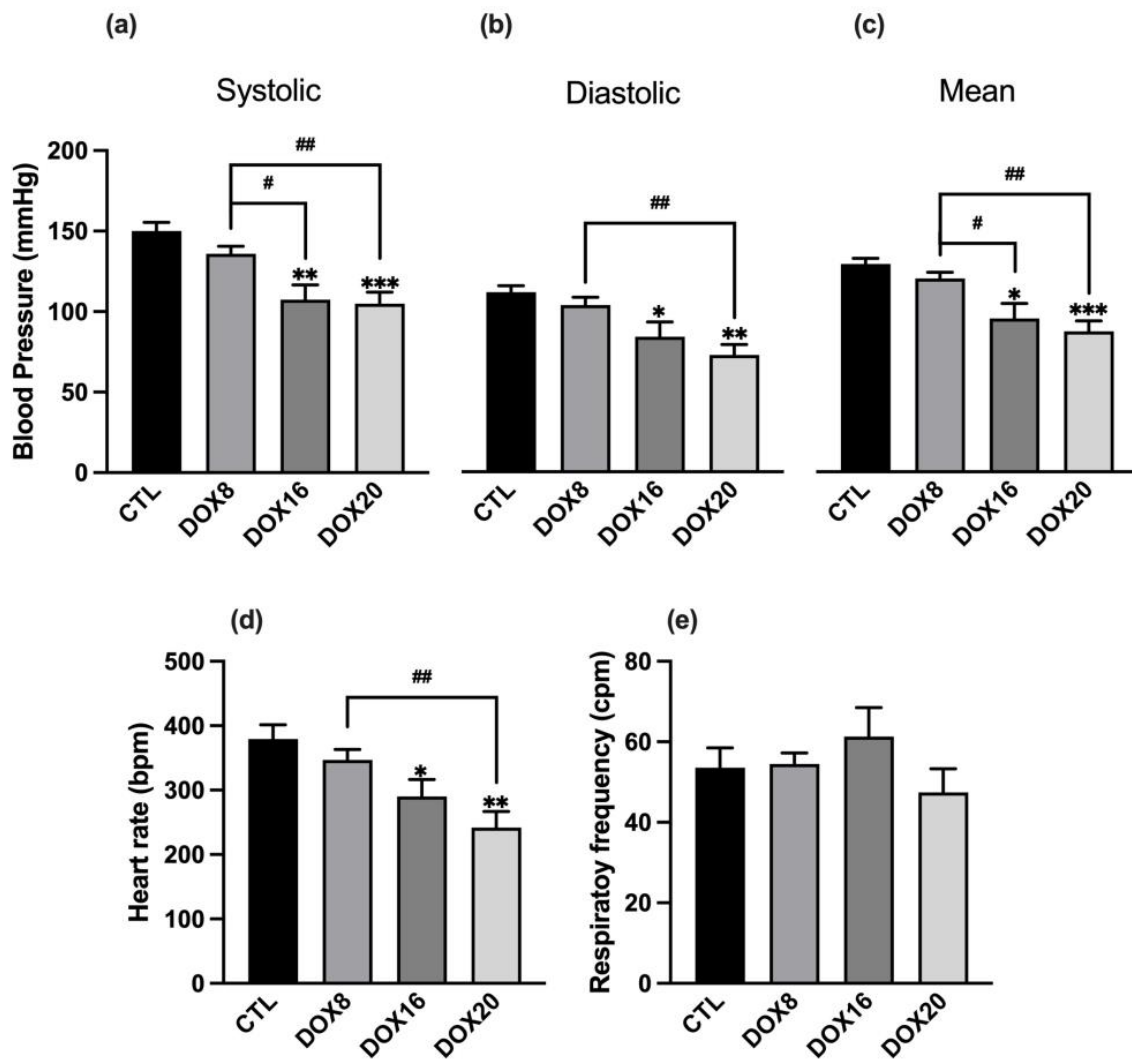 (a)
(b)
(c)
Systolic
Diastolic
Mean
Blood Pressure (mmHg)
200
150
100
50
0
##
#
**
***
CTL
DOX8
DOX16
DOX20
##
*
**
CTL
DOX8
DOX16
DOX20
##
#
*
***
CTL
DOX8
DOX16
DOX20
(d)
Heart rate (bpm)
500
400
300
200
100
0
##
*
**
CTL
DOX8
DOX16
DOX20
(e)
Respiratoy frequency (cpm)
80
60
40
20
0
CTL
DOX8
DOX16
DOX20